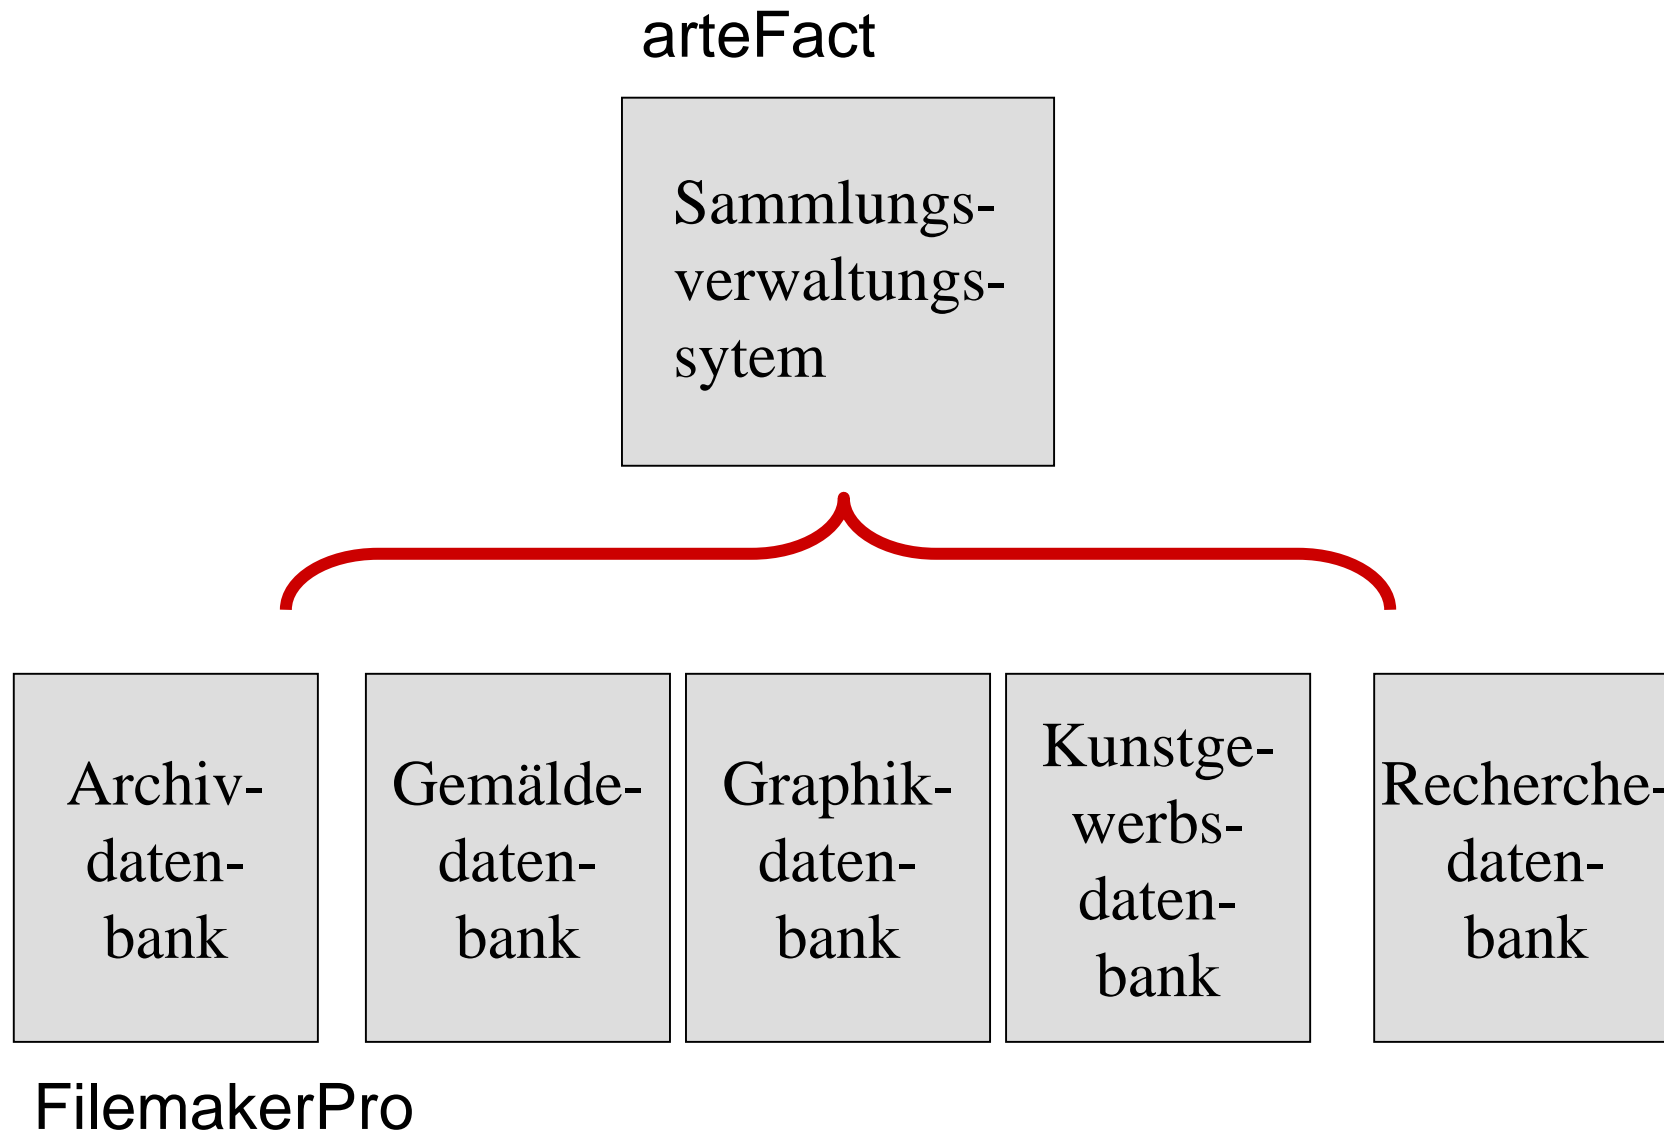 arteFact
Sammlungs-
verwaltungs-
sytem
Archiv-
daten-
bank
Gemälde-
daten-
bank
Graphik-
daten-
bank
Kunstge-
werbs-
daten-
bank
Recherche-
daten-
bank
FilemakerPro